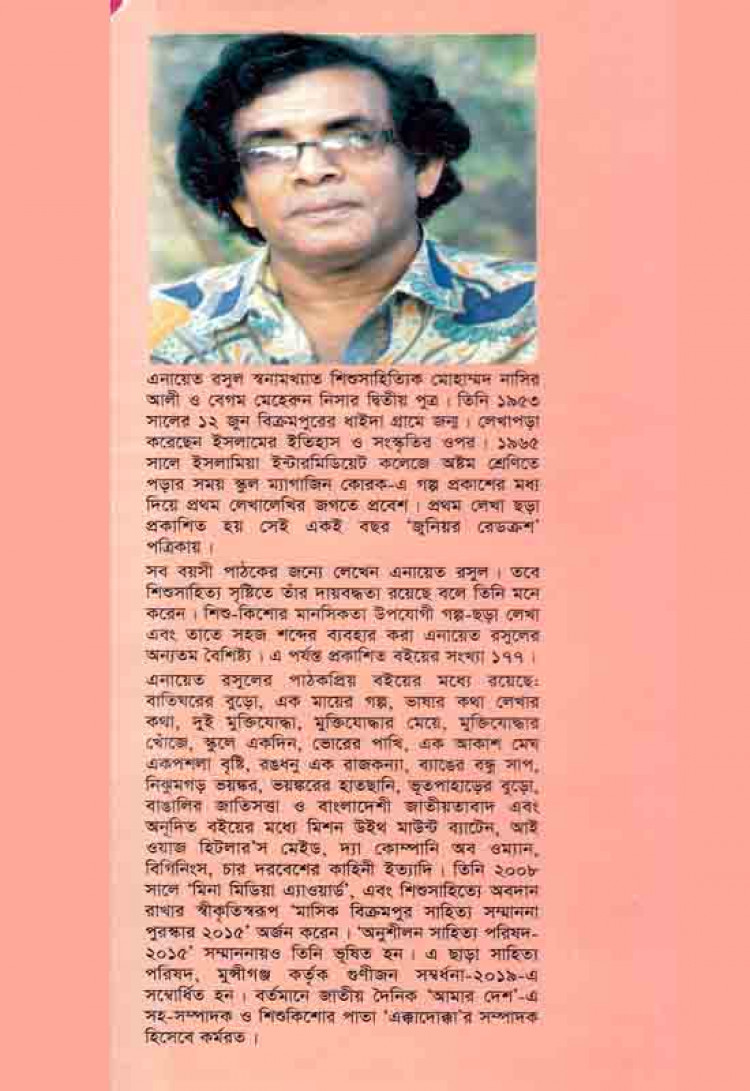 এনায়েত রসুল স্বনামখ্যাত শিশুসাহিত্যিক মোহাম্মদ নাসির
আলী ও বেগম মেহেরুন নিসার দ্বিতীয় পুত্র । তিনি ১৯৫৩
সালের ১২ জুন বিক্রমপুরের ধাইদা গ্রামে জন্ম । লেখাপড়া
করেছেন ইসলামের ইতিহাস ও সংস্কৃতির ওপর । ১৯৬৫
সালে ইসলামিয়া ইন্টারমিডিয়েট কলেজে অষ্টম শ্রেণিতে
পড়ার সময় স্কুল ম্যাগাজিন কোরক-এ গল্প প্রকাশের মধ্য
দিয়ে প্রথম লেখালেখির জগতে প্রবেশ । প্রথম লেখা ছড়া
প্রকাশিত হয় সেই একই বছর ‘জুনিয়র রেডক্রশ’
পত্রিকায় ।
সব বয়সী পাঠকের জন্যে লেখেন এনায়েত রসুল । তবে
শিশুসাহিত্য সৃষ্টিতে তাঁর দায়বদ্ধতা রয়েছে বলে তিনি মনে
করেন । শিশু-কিশোর মানসিকতা উপযোগী গল্প-ছড়া লেখা
এবং তাতে সহজ শব্দের ব্যবহার করা এনায়েত রসুলের
অন্যতম বৈশিষ্ট্য । এ পর্যন্ত প্রকাশিত বইয়ের সংখ্যা ১৭৭ ।
এনায়েত রসুলের পাঠকপ্রিয় বইয়ের মধ্যে রয়েছে:
বাতিঘরের বুড়ো, এক মায়ের গল্প, ভাষার কথা লেখার
কথা, দুই মুক্তিযোদ্ধা, মুক্তিযোদ্ধার মেয়ে, মুক্তিযোদ্ধার
খোঁজে, স্কুলে একদিন, ভোরের পাখি, এক আকাশ মেঘ
একপশলা বৃষ্টি, রঙধনু এক রাজকন্যা, ব্যাঙের বন্ধু সাপ,
নিঝুমগড় ভয়ঙ্কর, ভয়ঙ্করের হাতছানি, ভূতপাহাড়ের বুড়ো,
বাঙালির জাতিসত্তা ও বাংলাদেশী জাতীয়তাবাদ এবং
অনূদিত বইয়ের মধ্যে মিশন উইথ মাউন্ট ব্যাটেন, আই
ওয়াজ হিটলার’স মেইড, দ্যা কোম্পানি অব ওম্যান,
বিগিনিংস, চার দরবেশের কাহিনী ইত্যাদি । তিনি ২০০৮
সালে ‘মিনা মিডিয়া এ্যাওয়ার্ড’, এবং শিশুসাহিত্যে অবদান
রাখার স্বীকৃতিস্বরূপ ‘মাসিক বিক্রমপুর সাহিত্য সম্মাননা
পুরস্কার ২০১৫’ অর্জন করেন । ‘অনুশীলন সাহিত্য পরিষদ-
২০১৫’ সম্মাননায়ও তিনি ভূষিত হন । এ ছাড়া সাহিত্য
পরিষদ, মুন্সীগঞ্জ কর্তৃক গুণীজন সম্বর্ধনা-২০১৯-এ
সম্বোর্ধিত হন । বর্তমানে জাতীয় দৈনিক ‘আমার দেশ’-এ
সহ-সম্পাদক ও শিশুকিশোর পাতা ‘এক্কাদোক্কা’র সম্পাদক
হিসেবে কর্মরত ।